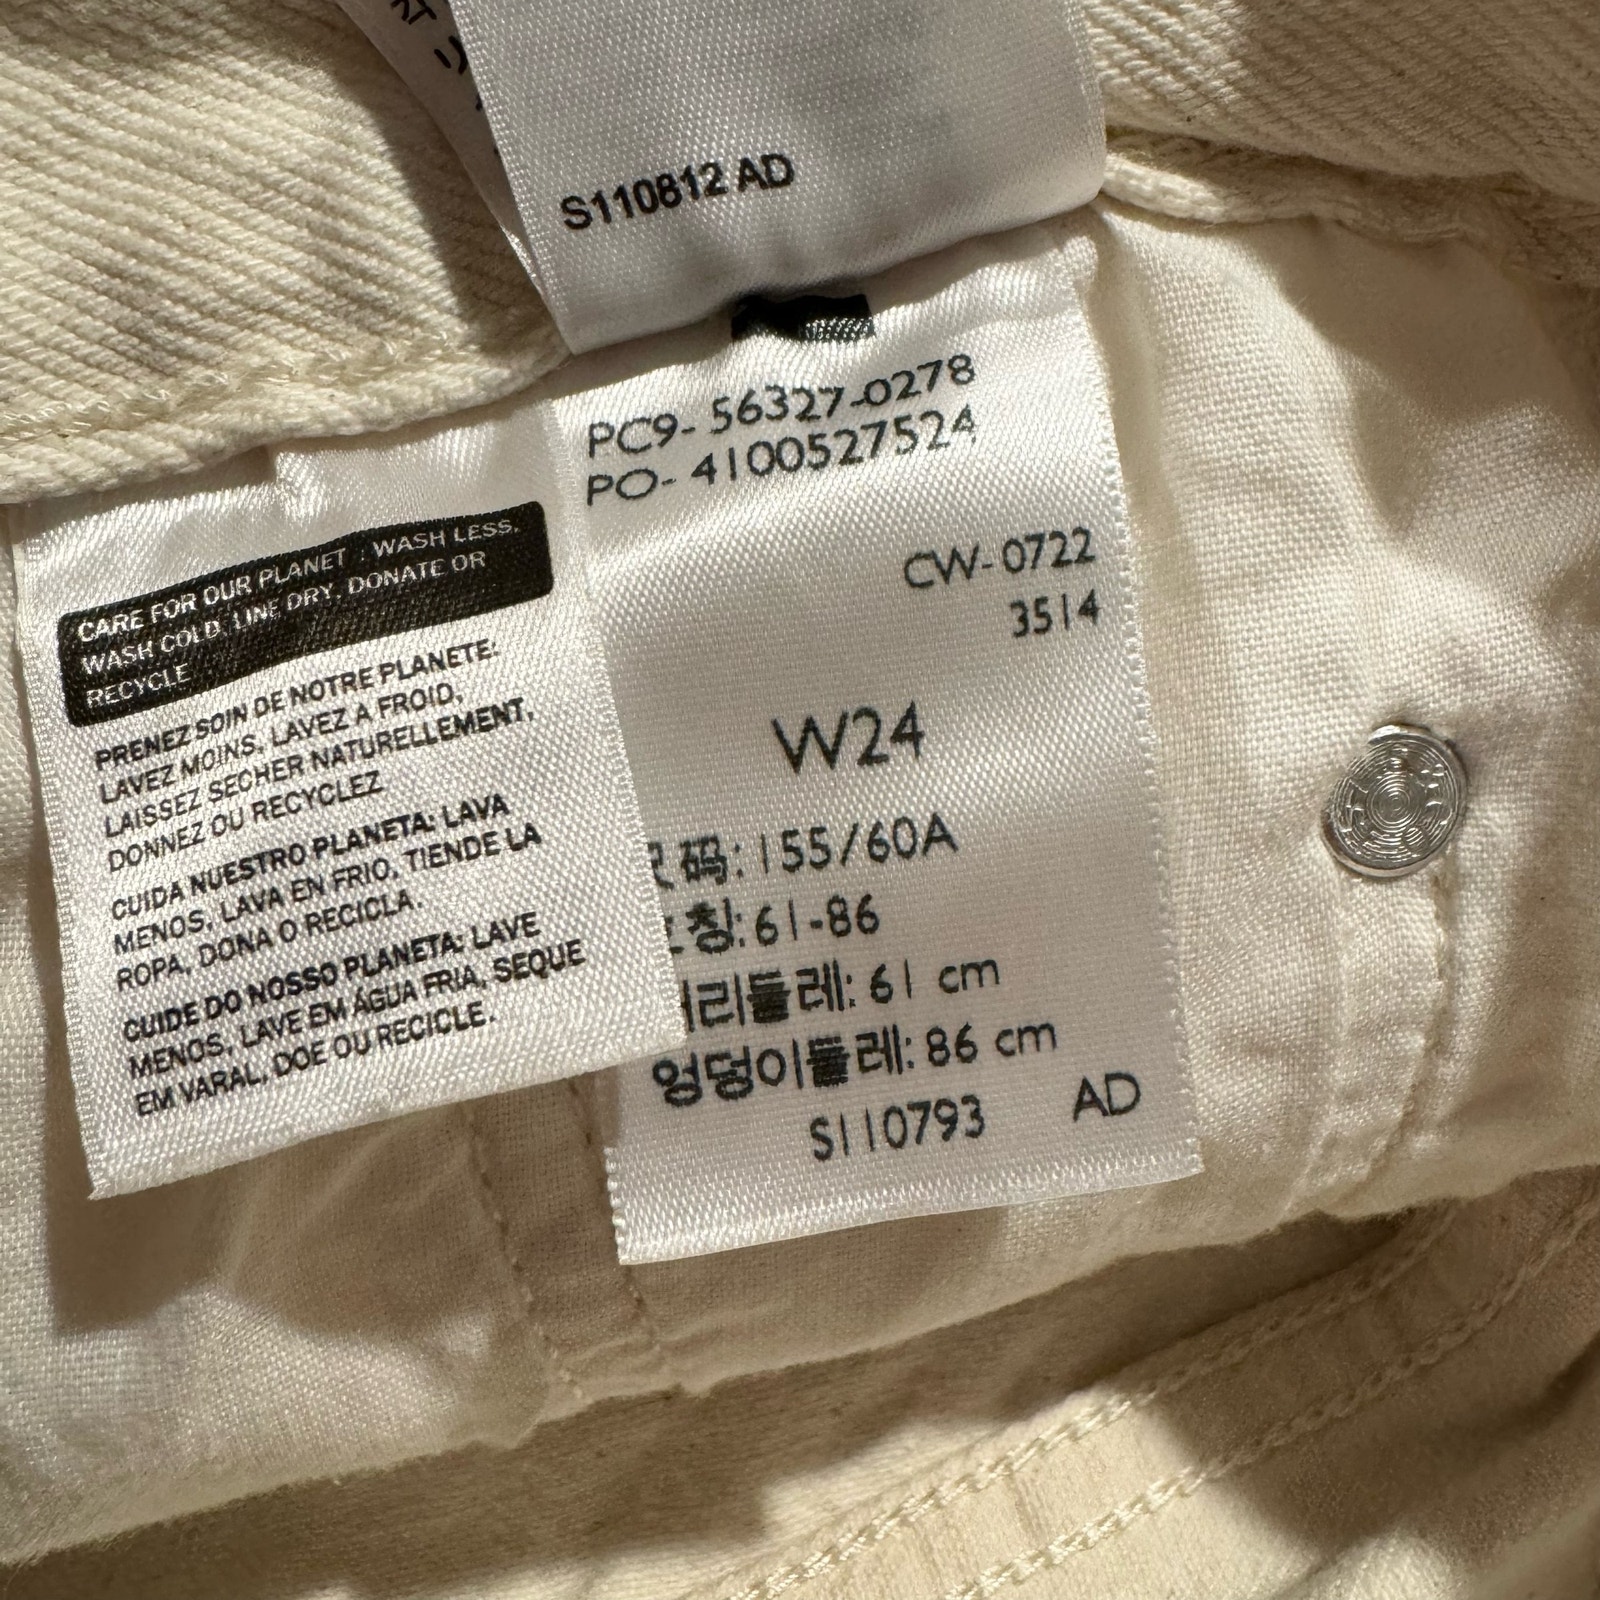 S110812 AD
PC9-56327-0278
PO-4100527524
CW-0722
3514
W24
码:155/60A
칭:61-86
리둘레:61 cm
엉덩이둘레:86 cm
S110793 AD
CARE FOR OUR PLANET : WASH LESS,
WASH COLD, LINE DRY, DONATE OR
RECYCLE
PRENEZ SOIN DE NOTRE PLANETE:
LAVEZ MOINS, LAVEZ A FROID,
LAISSEZ SECHER NATURELLEMENT,
DONNEZ OU RECYCLEZ
CUIDA NUESTRO PLANETA: LAVA
MENOS, LAVA EN FRIO, TIENDE LA
ROPA, DONA O RECICLA.
CUIDE DO NOSSO PLANETA: LAVE
MENOS, LAVE EM ÁGUA FRIA, SEQUE
EM VARAL, DOE OU RECICLE.